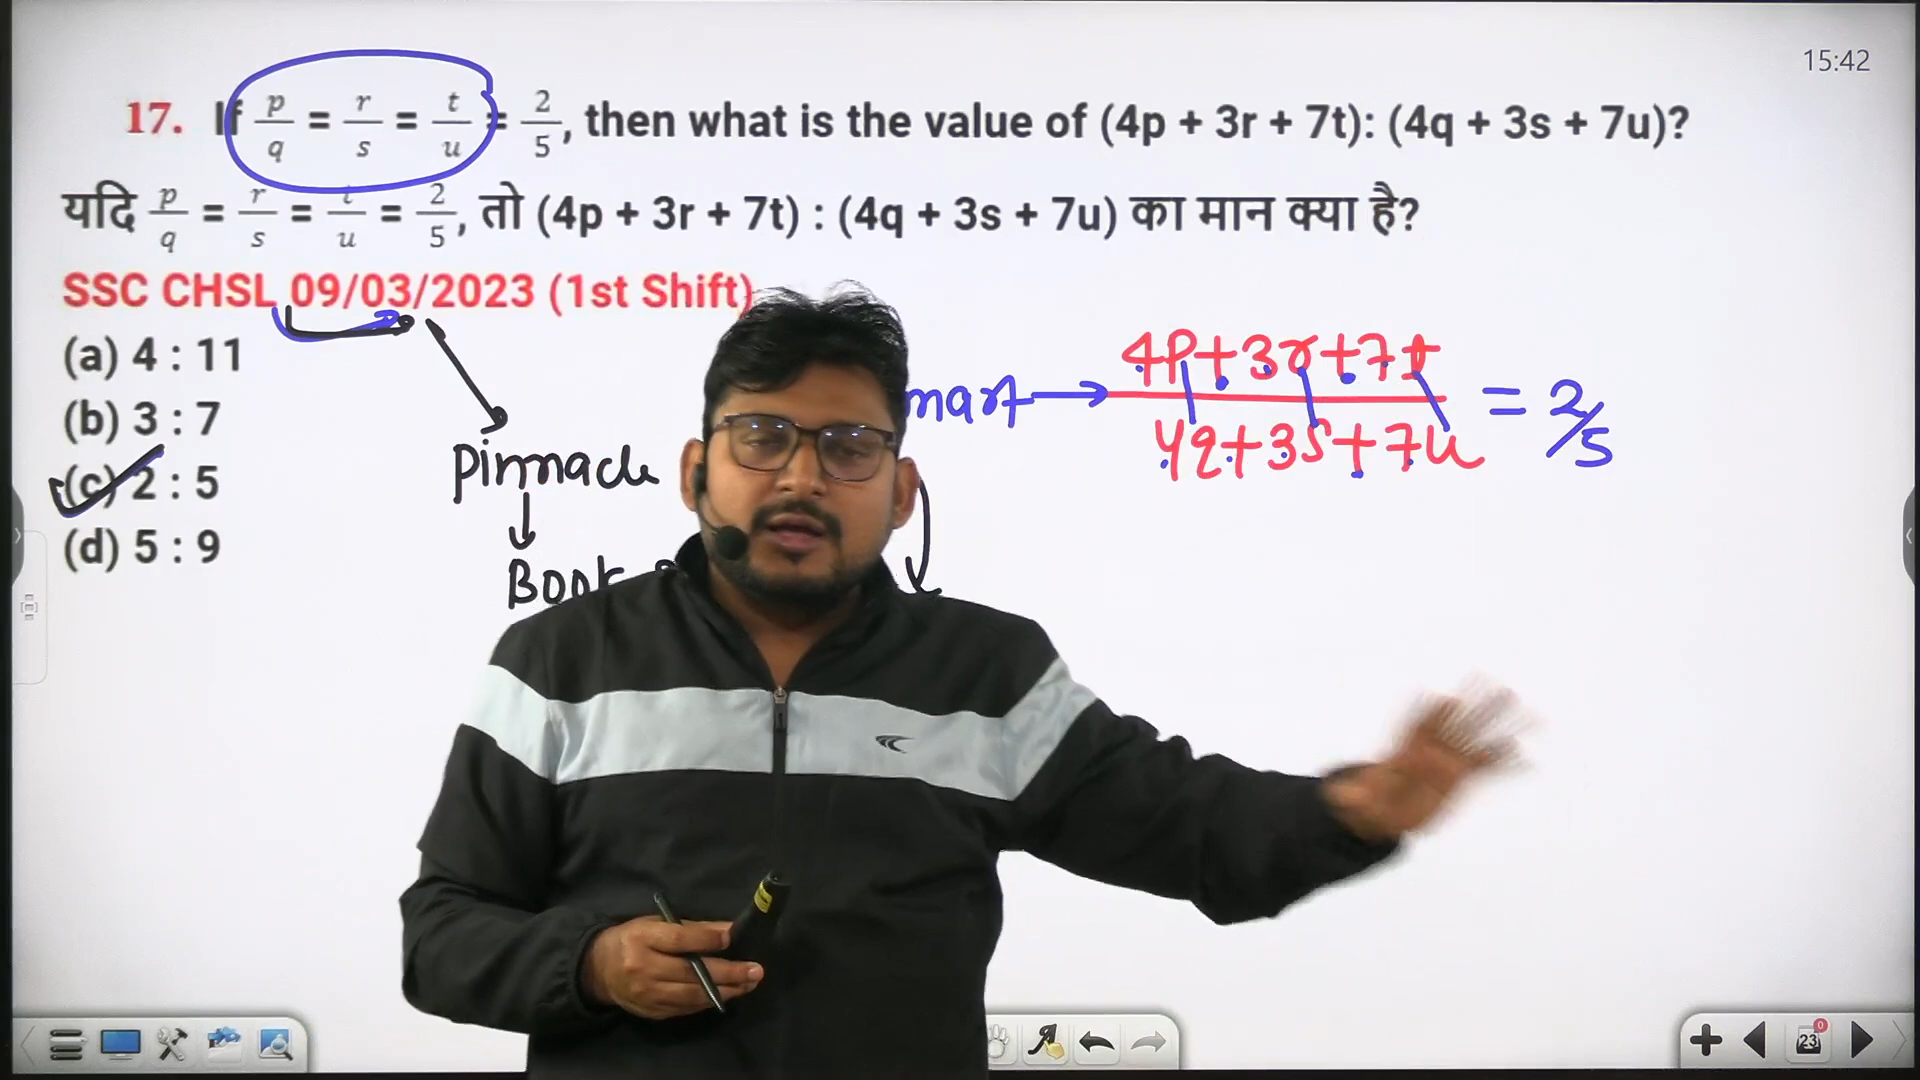 15:42
17. If p/q = r/s = t/u = 2/5, then what is the value of (4p + 3r + 7t): (4q + 3s + 7u)?
यदि p/q = r/s = t/u = 2/5, तो (4p + 3r + 7t) : (4q + 3s + 7u) का मान क्या है?
SSC CHSL 09/03/2023 (1st Shift)
(a) 4 : 11
(b) 3 : 7
(c) 2 : 5
(d) 5 : 9
Pinnacle
Book
mart → 4p+3r+7t / 4q+3s+7u = 2/5
23
0